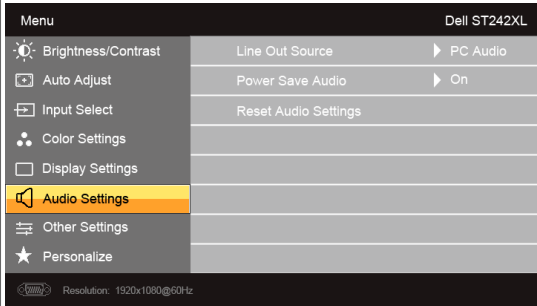 Menu Dell ST242XL
Brightness/Contrast Line Out Source PC Audio
Auto Adjust Power Save Audio On
Input Select Reset Audio Settings
Color Settings
Display Settings
Audio Settings
Other Settings
Personalize
Resolution: 1920x1080@60Hz